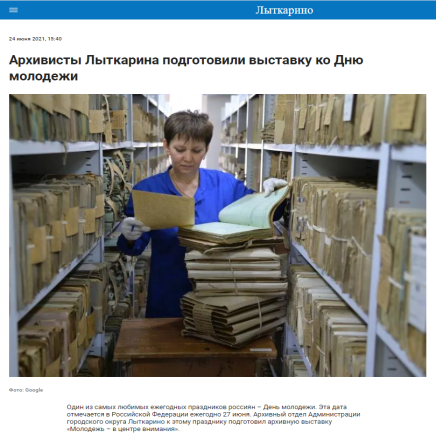 Лыткарино
24 июня 2021, 15:40
Архивисты Лыткарина подготовили выставку ко Дню
молодежи
Фото: Google
Один из самых любимых ежегодных праздников россиян – День молодежи. Эта дата
отмечается в Российской Федерации ежегодно 27 июня. Архивный отдел Администрации
городского округа Лыткарино к этому празднику подготовил архивную выставку
«Молодежь – в центре внимания».